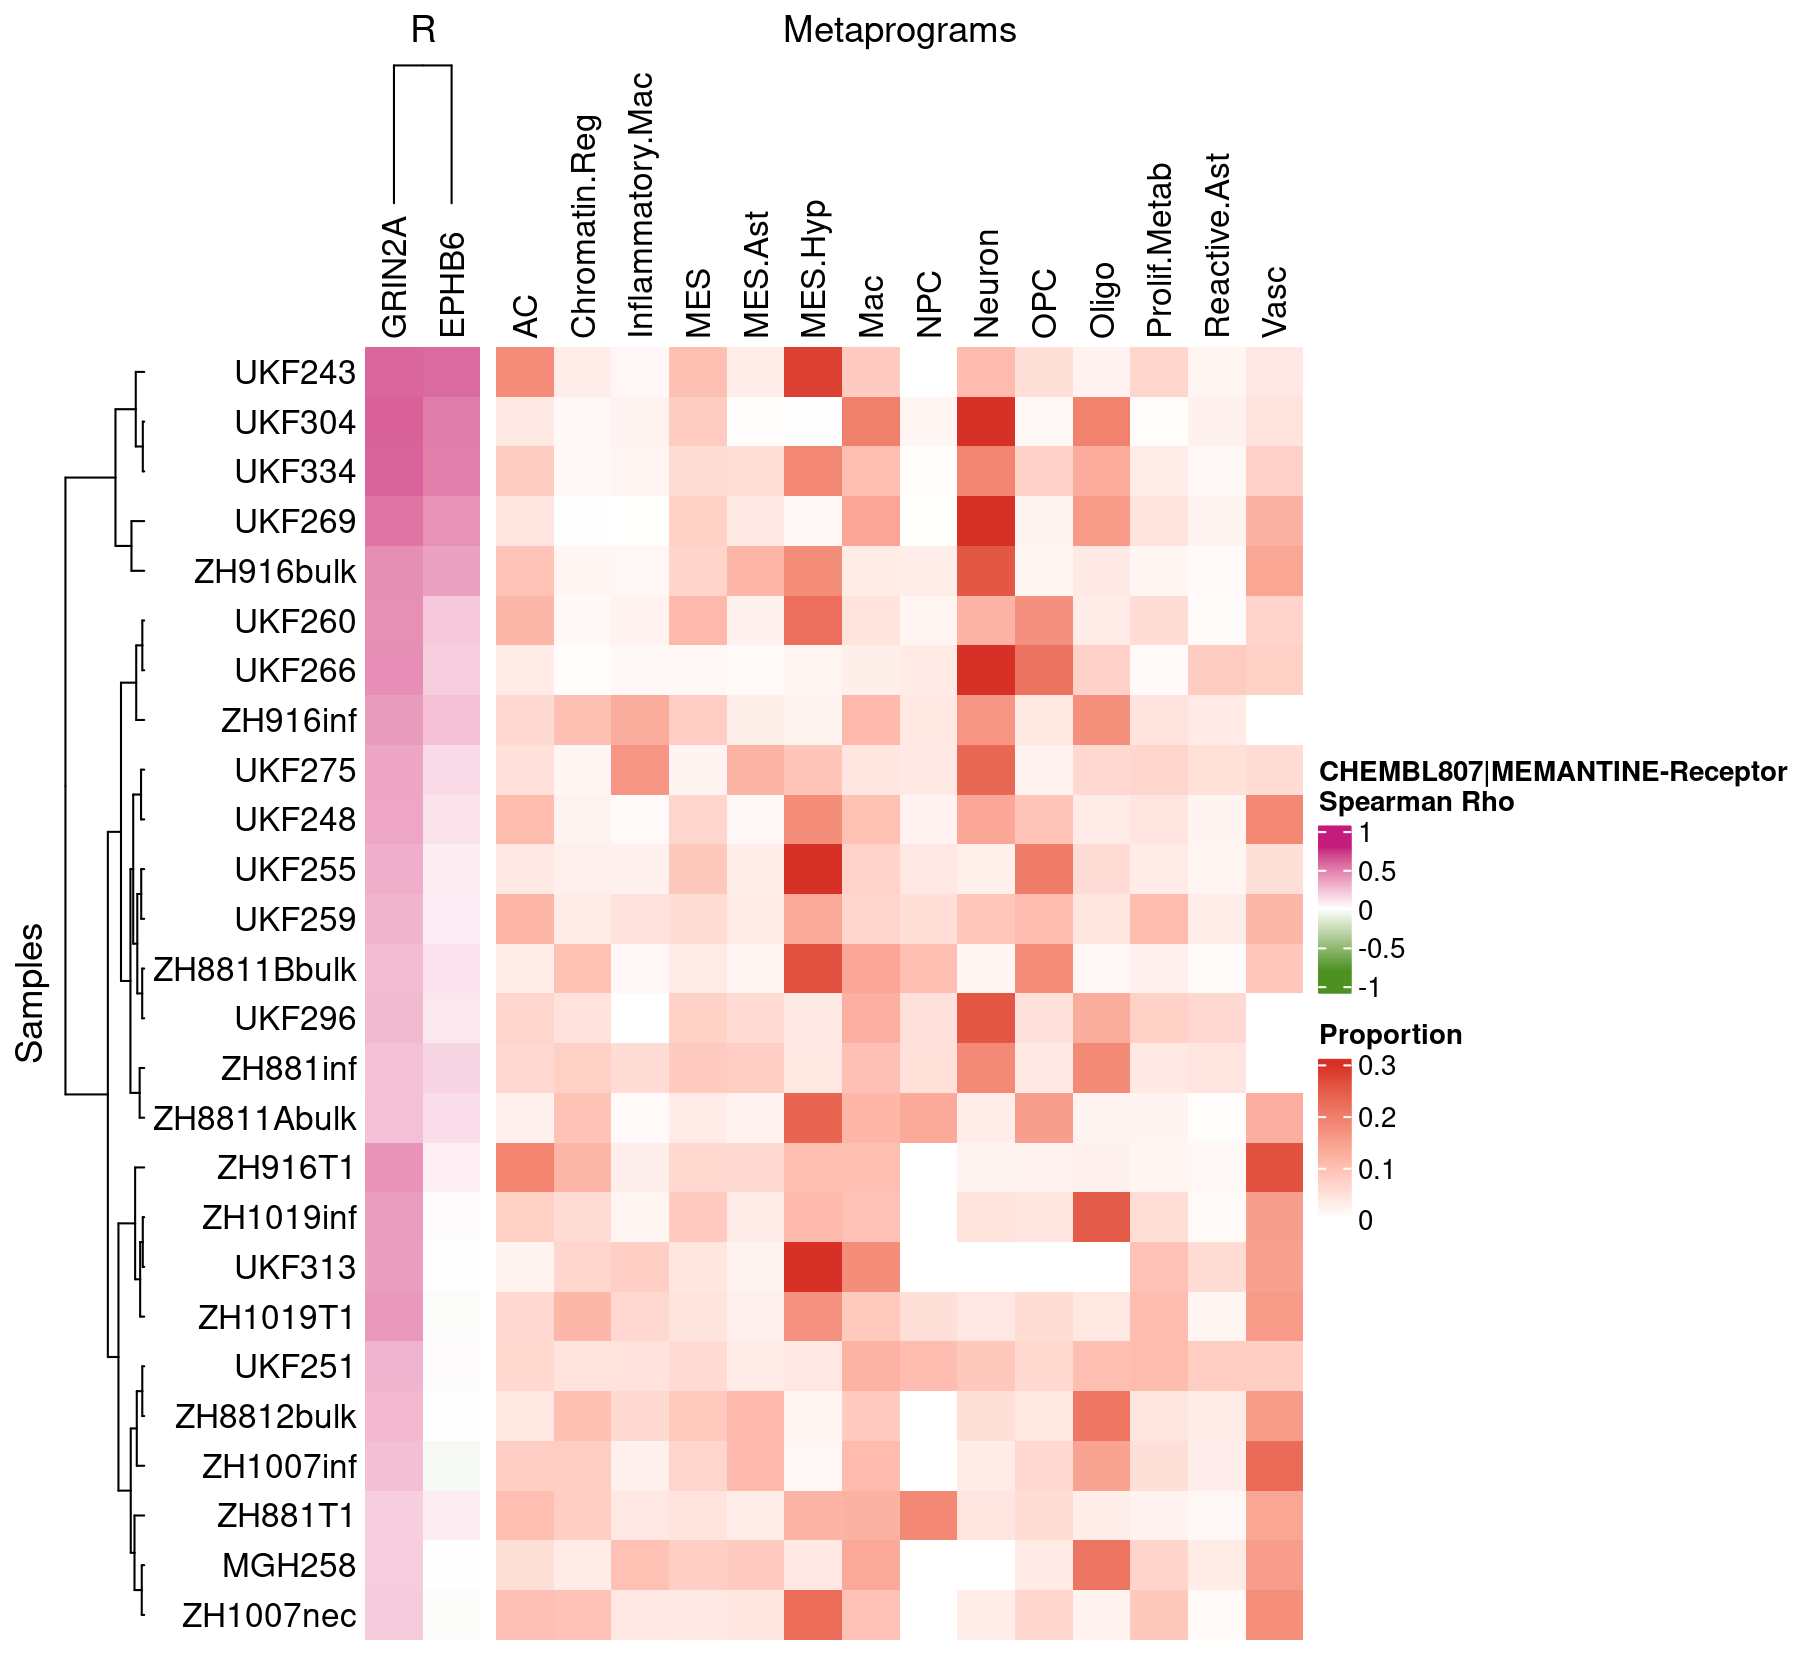 R
Metaprograms
GRIN2A
EPHB6
AC
Chromatin.Reg
Inflammatory.Mac
MES
MES.Ast
MES.Hyp
Mac
NPC
Neuron
OPC
Oligo
Prolif.Metab
Reactive.Ast
Vasc
Samples
UKF243
UKF304
UKF334
UKF269
ZH916bulk
UKF260
UKF266
ZH916inf
UKF275
UKF248
UKF255
UKF259
ZH8811Bbulk
UKF296
ZH881inf
ZH8811Abulk
ZH916T1
ZH1019inf
UKF313
ZH1019T1
UKF251
ZH8812bulk
ZH1007inf
ZH881T1
MGH258
ZH1007nec
CHEMBL807|MEMANTINE-Receptor
Spearman Rho
1
0.5
0
-0.5
-1
Proportion
0.3
0.2
0.1
0